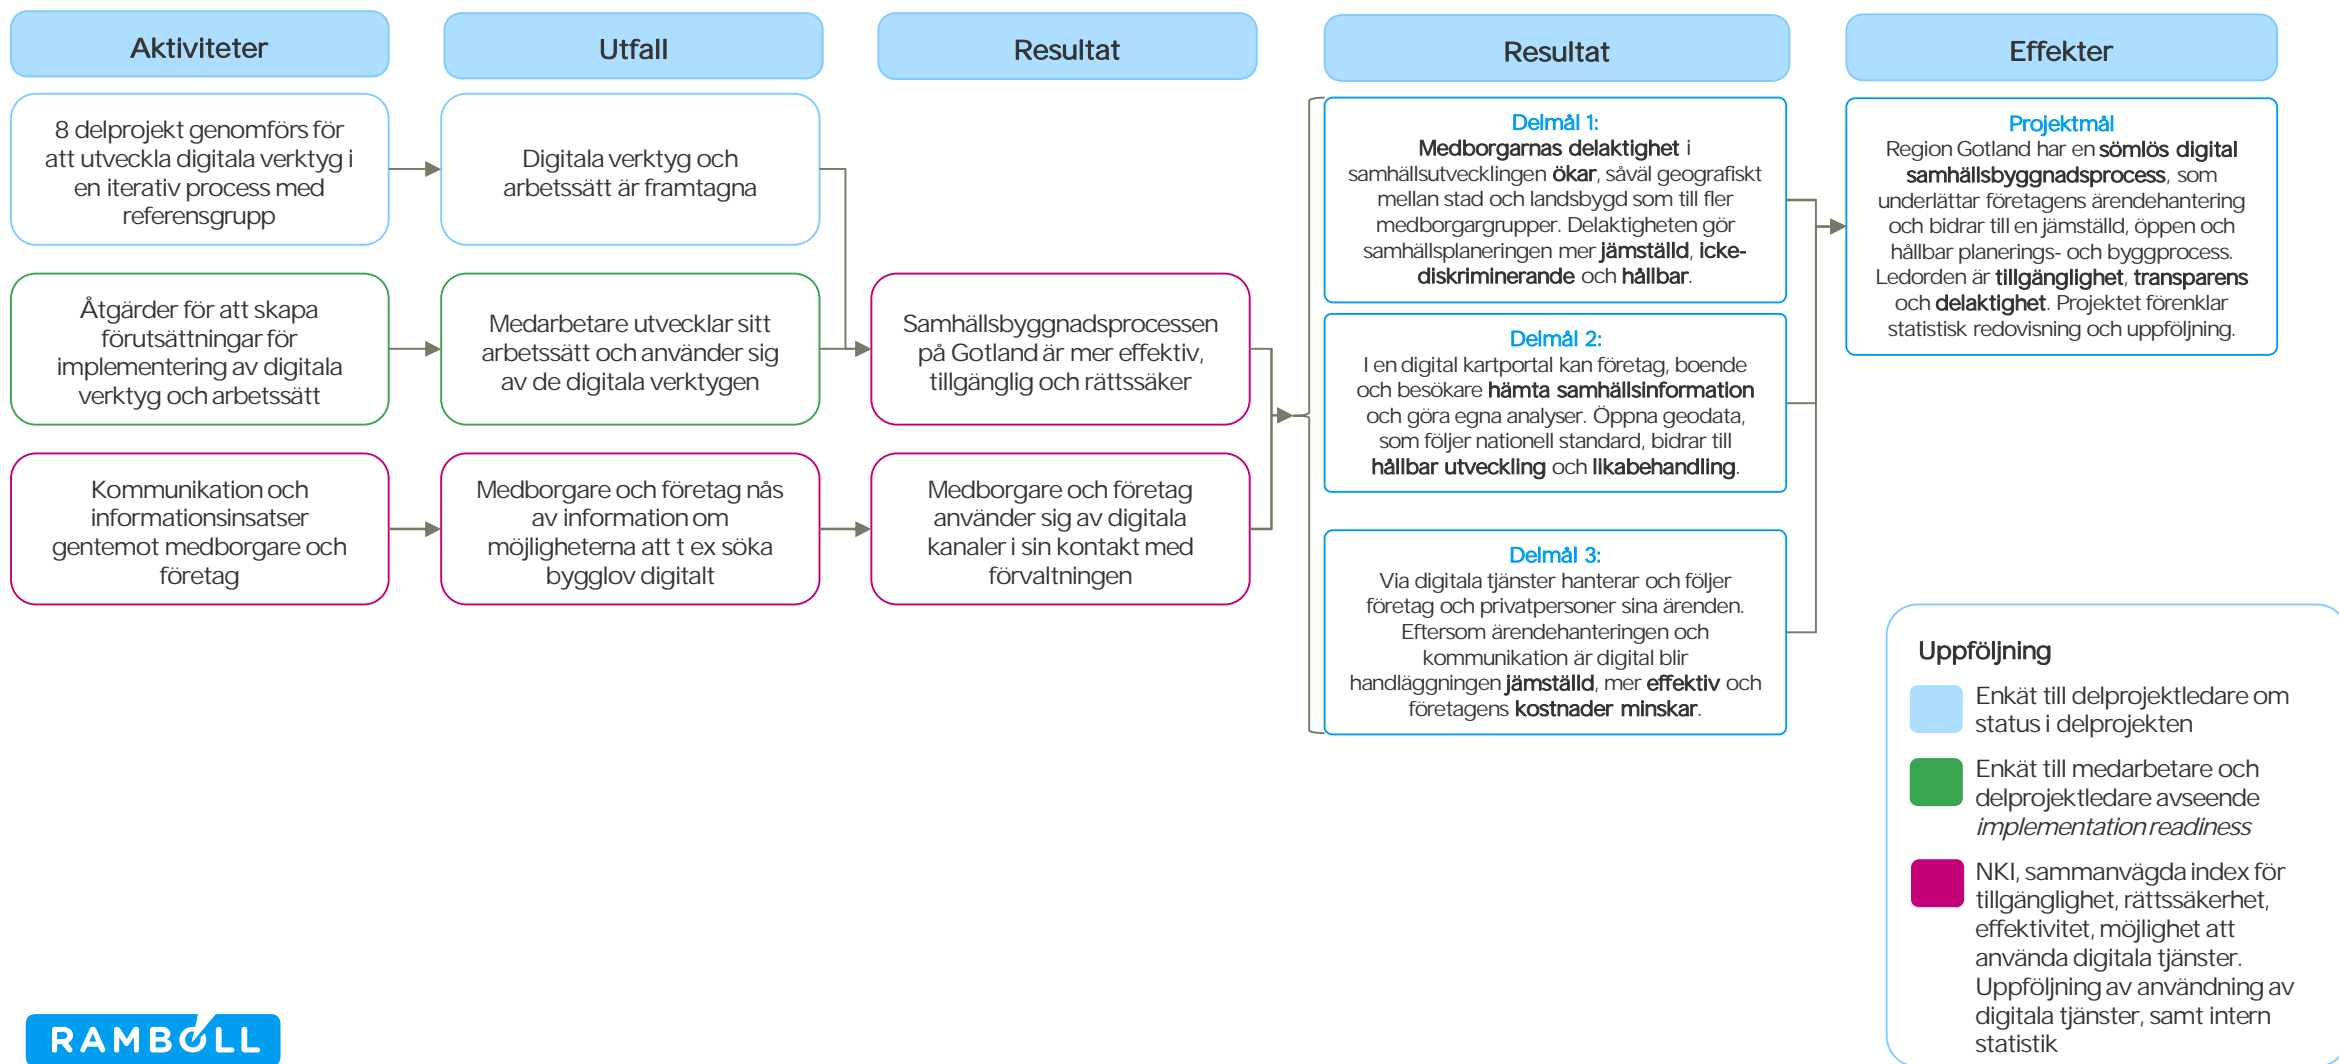 Aktiviteter
Utfall
Resultat
Resultat
Effekter
8 delprojekt genomförs för
att utveckla digitala verktyg i
en iterativ process med
referensgrupp
Digitala verktyg och
arbetssätt är framtagna
Åtgärder för att skapa
förutsättningar för
implementering av digitala
verktyg och arbetssätt
Medarbetare utvecklar sitt
arbetssätt och använder sig
av de digitala verktygen
Samhällsbyggnadsprocessen
på Gotland är mer effektiv,
tillgänglig och rättssäker
Kommunikation och
informationsinsatser
gentemot medborgare och
företag
Medborgare och företag nås
av information om
möjligheterna att t ex söka
bygglov digitalt
Medborgare och företag
använder sig av digitala
kanaler i sin kontakt med
förvaltningen
Delmål 1:
Medborgarnas delaktighet i
samhällsutvecklingen ökar, såväl geografiskt
mellan stad och landsbygd som till fler
medborgargrupper. Delaktigheten gör
samhällsplaneringen mer jämställd, icke-
diskriminerande och hållbar.
Delmål 2:
I en digital kartportal kan företag, boende
och besökare hämta samhällsinformation
och göra egna analyser. Öppna geodata,
som följer nationell standard, bidrar till
hållbar utveckling och likabehandling.
Delmål 3:
Via digitala tjänster hanterar och följer
företag och privatpersoner sina ärenden.
Eftersom ärendehanteringen och
kommunikation är digital blir
handläggningen jämställd, mer effektiv och
företagens kostnader minskar.
Projektmål
Region Gotland har en sömlös digital
samhällsbyggnadsprocess, som
underlättar företagens ärendehantering
och bidrar till en jämställd, öppen och
hållbar planerings- och byggprocess.
Ledorden är tillgänglighet, transparens
och delaktighet. Projektet förenklar
statistisk redovisning och uppföljning.
Uppföljning
Enkät till delprojektledare om
status i delprojekten
Enkät till medarbetare och
delprojektledare avseende
implementation readiness
NKI, sammanvägda index för
tillgänglighet, rättssäkerhet,
effektivitet, möjlighet att
använda digitala tjänster.
Uppföljning av användning av
digitala tjänster, samt intern
statistik
RAMBOLL